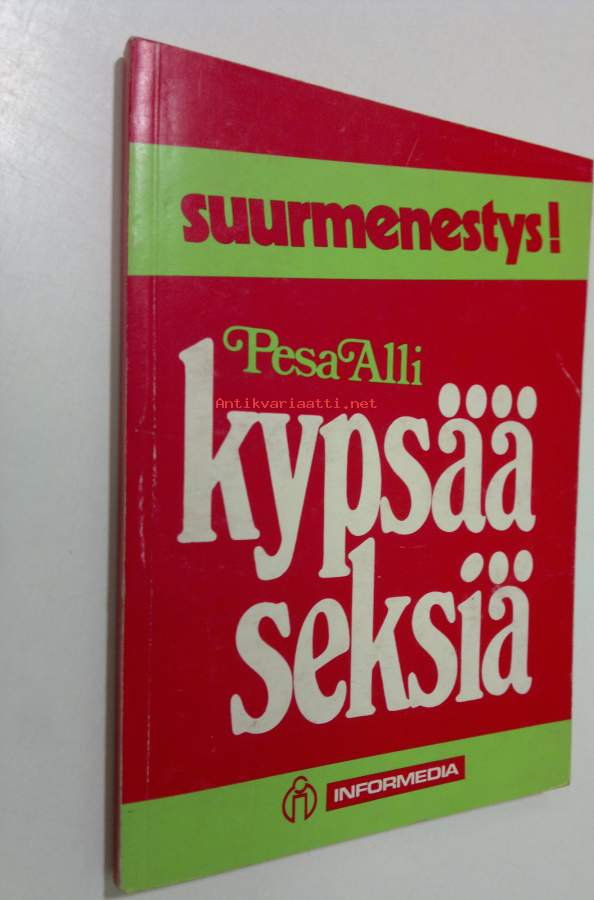 suurmenestys!
Pesa Alli
Antikvariaatti.net
kypsää
seksiä
INFORMEDIA